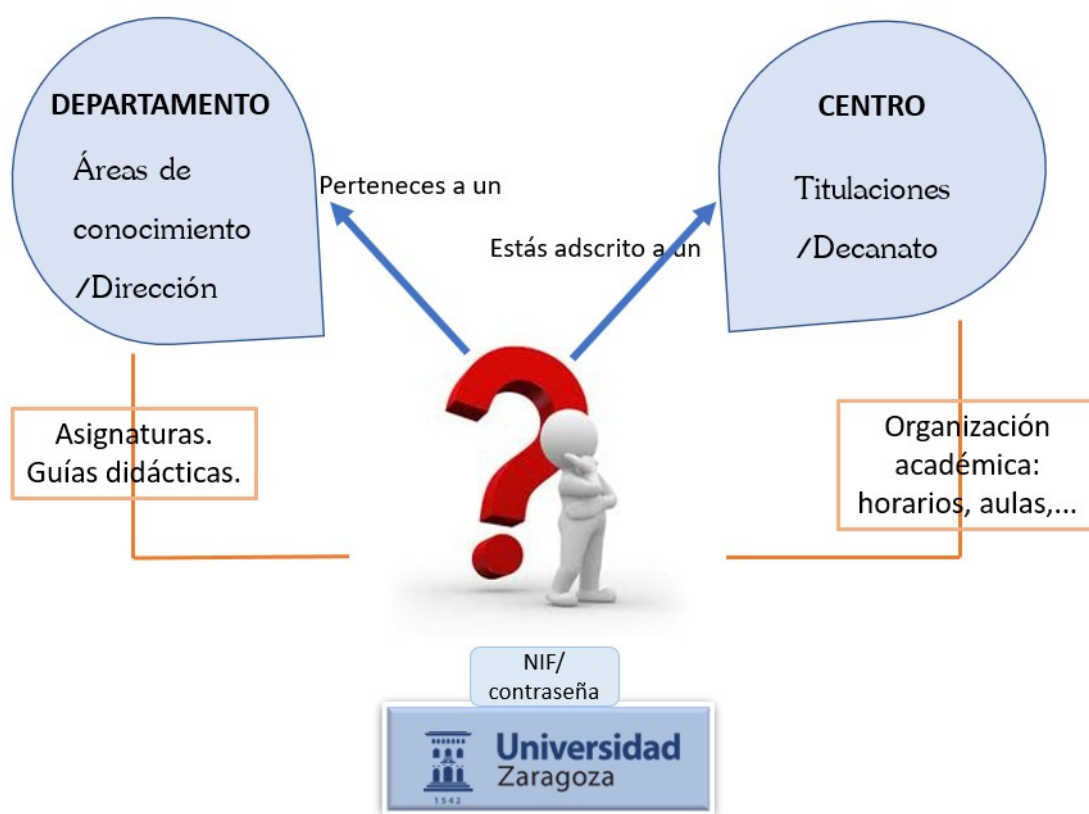 DEPARTAMENTO
Áreas de
conocimiento
/Dirección
Perteneces a un
Estás adscrito a un
CENTRO
Titulaciones
/Decanato
Asignaturas.
Guías didácticas.
Organización
académica:
horarios, aulas,...
NIF/
contraseña
Universidad
Zaragoza
1542